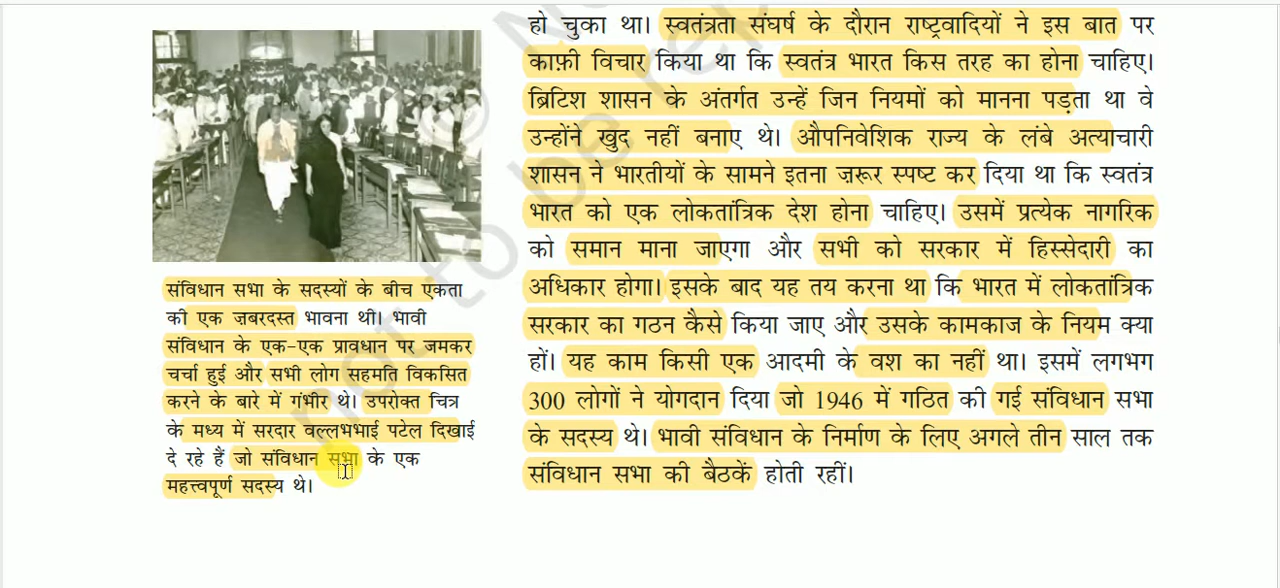 संविधान सभा के सदस्यों के बीच एकता
की एक ज़बरदस्त भावना थी। भावी
संविधान के एक-एक प्रावधान पर जमकर
चर्चा हुई और सभी लोग सहमति विकसित
करने के बारे में गंभीर थे। उपरोक्त चित्र
के मध्य में सरदार वल्लभभाई पटेल दिखाई
दे रहे हैं जो संविधान सभा के एक
महत्त्वपूर्ण सदस्य थे।
हो चुका था। स्वतंत्रता संघर्ष के दौरान राष्ट्रवादियों ने इस बात पर
काफ़ी विचार किया था कि स्वतंत्र भारत किस तरह का होना चाहिए।
ब्रिटिश शासन के अंतर्गत उन्हें जिन नियमों को मानना पड़ता था वे
उन्होंने खुद नहीं बनाए थे। औपनिवेशिक राज्य के लंबे अत्याचारी
शासन ने भारतीयों के सामने इतना ज़रूर स्पष्ट कर दिया था कि स्वतंत्र
भारत को एक लोकतांत्रिक देश होना चाहिए। उसमें प्रत्येक नागरिक
को समान माना जाएगा और सभी को सरकार में हिस्सेदारी का
अधिकार होगा। इसके बाद यह तय करना था कि भारत में लोकतांत्रिक
सरकार का गठन कैसे किया जाए और उसके कामकाज के नियम क्या
हों। यह काम किसी एक आदमी के वश का नहीं था। इसमें लगभग
300 लोगों ने योगदान दिया जो 1946 में गठित की गई संविधान सभा
के सदस्य थे। भावी संविधान के निर्माण के लिए अगले तीन साल तक
संविधान सभा की बैठकें होती रहीं।
not to be